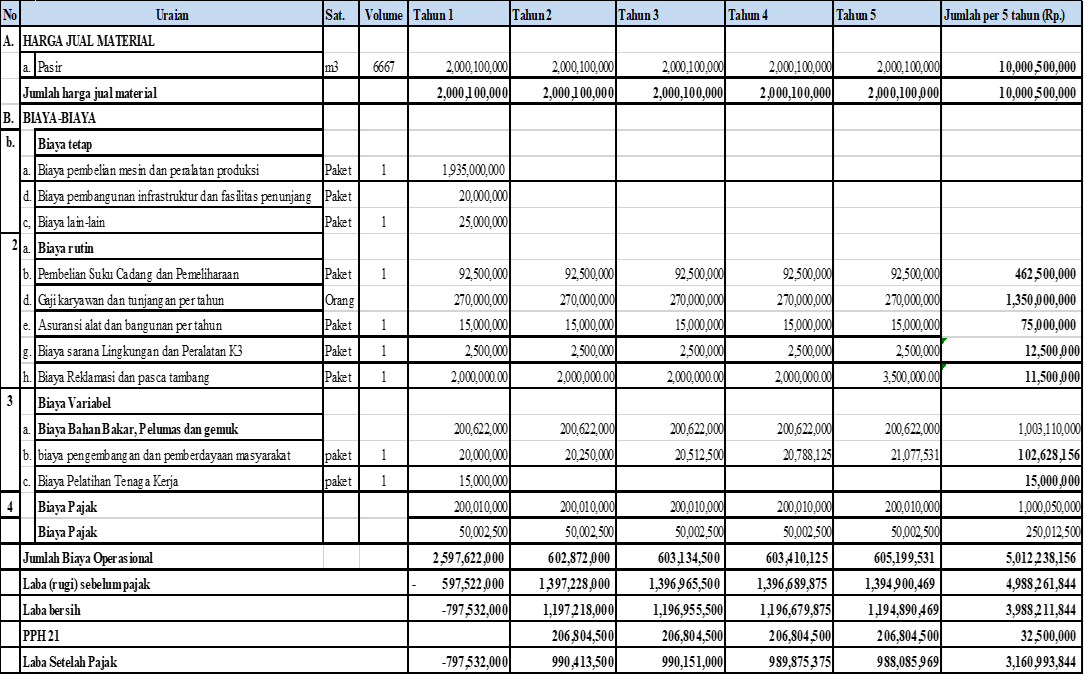 No Uraian Sat. Volume Tahun 1 Tahun 2 Tahun 3 Tahun 4 Tahun 5 Jumlah per 5 tahun (Rp.)
A. HARGA JUAL MATERIAL
a. Pasir m3 6667 2,000,100,000 2,000,100,000 2,000,100,000 2,000,100,000 2,000,100,000 10,000,500,000
Jumlah harga jual material 2,000,100,000 2,000,100,000 2,000,100,000 2,000,100,000 2,000,100,000 10,000,500,000
B. BIAYA-BIAYA
b. Biaya tetap
a. Biaya pembelian mesin dan peralatan produksi Paket 1 1,935,000,000
d. Biaya pembangunan infrastruktur dan fasilitas penunjang Paket 20,000,000
c, Biaya lain-lain Paket 1 25,000,000
2 a. Biaya rutin
b. Pembelian Suku Cadang dan Pemeliharaan Paket 1 92,500,000 92,500,000 92,500,000 92,500,000 92,500,000 462,500,000
d. Gaji karyawan dan tunjangan per tahun Orang 270,000,000 270,000,000 270,000,000 270,000,000 270,000,000 1,350,000,000
e. Asuransi alat dan bangunan per tahun Paket 1 15,000,000 15,000,000 15,000,000 15,000,000 15,000,000 75,000,000
g. Biaya sarana Lingkungan dan Peralatan K3 Paket 1 2,500,000 2,500,000 2,500,000 2,500,000 2,500,000 12,500,000
h. Biaya Reklamasi dan pasca tambang Paket 1 2,000,000.00 2,000,000.00 2,000,000.00 2,000,000.00 3,500,000.00 11,500,000
3 Biaya Variabel
a. Biaya Bahan Bakar, Pelumas dan gemuk 200,622,000 200,622,000 200,622,000 200,622,000 200,622,000 1,003,110,000
b. biaya pengembangan dan pemberdayaan masyarakat paket 1 20,000,000 20,250,000 20,512,500 20,788,125 21,077,531 102,628,156
c. Biaya Pelatihan Tenaga Kerja paket 1 15,000,000 15,000,000
4 Biaya Pajak 200,010,000 200,010,000 200,010,000 200,010,000 200,010,000 1,000,050,000
Biaya Pajak 50,002,500 50,002,500 50,002,500 50,002,500 50,002,500 250,012,500
Jumlah Biaya Operasional 2,597,622,000 602,872,000 603,134,500 603,410,125 605,199,531 5,012,238,156
Laba (rugi) sebelum pajak - 597,522,000 1,397,228,000 1,396,965,500 1,396,689,875 1,394,900,469 4,988,261,844
Laba bersih -797,532,000 1,197,218,000 1,196,955,500 1,196,679,875 1,194,890,469 3,988,211,844
PPH 21 206,804,500 206,804,500 206,804,500 206,804,500 32,500,000
Laba Setelah Pajak -797,532,000 990,413,500 990,151,000 989,875,375 988,085,969 3,160,993,844